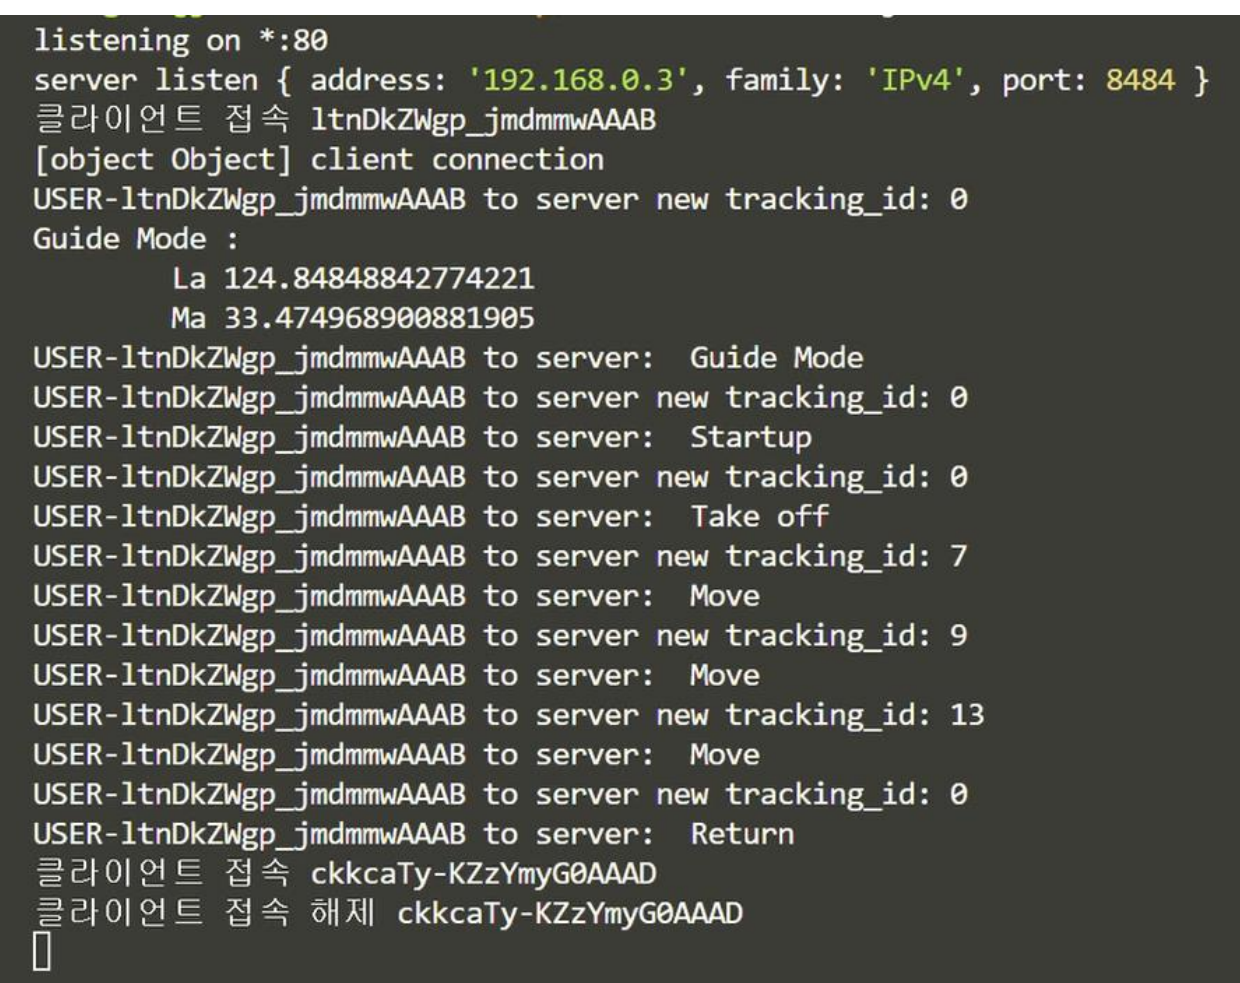 listening on *:80
server listen { address: '192.168.0.3', family: 'IPv4', port: 8484 }
클라이언트 접속 ltnDkZWgp_jmdmmwAAAB
[object Object] client connection
USER-ltnDkZWgp_jmdmmwAAAB to server new tracking_id: 0
Guide Mode :
La 124.84848842774221
Ma 33.474968900881905
USER-ltnDkZWgp_jmdmmwAAAB to server:  Guide Mode
USER-ltnDkZWgp_jmdmmwAAAB to server new tracking_id: 0
USER-ltnDkZWgp_jmdmmwAAAB to server:  Startup
USER-ltnDkZWgp_jmdmmwAAAB to server new tracking_id: 0
USER-ltnDkZWgp_jmdmmwAAAB to server:  Take off
USER-ltnDkZWgp_jmdmmwAAAB to server new tracking_id: 7
USER-ltnDkZWgp_jmdmmwAAAB to server:  Move
USER-ltnDkZWgp_jmdmmwAAAB to server new tracking_id: 9
USER-ltnDkZWgp_jmdmmwAAAB to server:  Move
USER-ltnDkZWgp_jmdmmwAAAB to server new tracking_id: 13
USER-ltnDkZWgp_jmdmmwAAAB to server:  Move
USER-ltnDkZWgp_jmdmmwAAAB to server new tracking_id: 0
USER-ltnDkZWgp_jmdmmwAAAB to server:  Return
클라이언트 접속 ckkcaTy-KZzYmyG0AAAD
클라이언트 접속 해제 ckkcaTy-KZzYmyG0AAAD